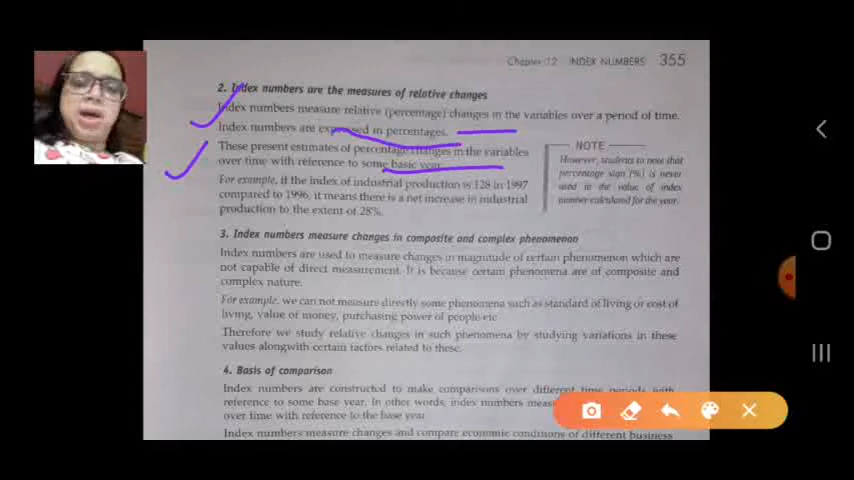 Chapter-12 INDEX NUMBERS 355
2. Index numbers are the measures of relative changes
Index numbers measure relative (percentage) changes in the variables over a period of time.
Index numbers are expressed in percentages.
These present estimates of percentage changes in the variables
over time with reference to some basic year.
For example, if the index of industrial production is 128 in 1997
compared to 1996, it means there is a net increase in industrial
production to the extent of 28%.
NOTE
However, students to note that
percentage sign (%) is never
used in the value of index
number calculated for the year.
3. Index numbers measure changes in composite and complex phenomenon
Index numbers are used to measure changes in magnitude of certain phenomenon which are
not capable of direct measurement. It is because certain phenomena are of composite and
complex nature.
For example, we can not measure directly some phenomena such as standard of living or cost of
living, value of money, purchasing power of people etc
Therefore we study relative changes in such phenomena by studying variations in these
values alongwith certain factors related to these.
4. Basis of comparison
Index numbers are constructed to make comparisons over different time periods with
reference to some base year. In other words, index numbers
over time with reference to the base year
Index numbers measure changes and compare economic conditions of different business